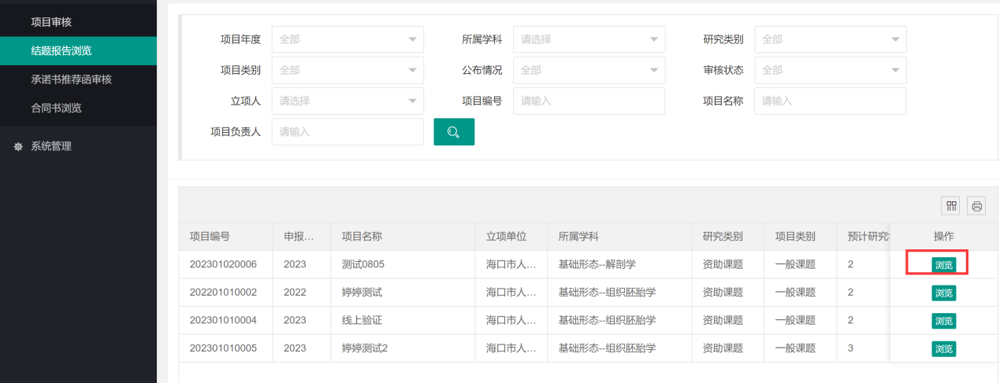 项目审核
结题报告浏览
承诺书推荐函审核
合同书浏览
系统管理
项目年度 全部 所属学科 请选择 研究类别 全部
项目类别 全部 公布情况 全部 审核状态 全部
立项人 请选择 项目编号 请输入 项目名称 请输入
项目负责人 请输入
项目编号 申报... 项目名称 立项单位 所属学科 研究类别 项目类别 预计研究 操作
202301020006 2023 测试0805 海口市人... 基础形态--解剖学 资助课题 一般课题 2 浏览
202201010002 2022 婷婷测试 海口市人... 基础形态--组织胚胎学 资助课题 一般课题 2 浏览
202301010004 2023 线上验证 海口市人... 基础形态--组织胚胎学 资助课题 一般课题 2 浏览
202301010005 2023 婷婷测试2 海口市人... 基础形态--组织胚胎学 资助课题 一般课题 3 浏览